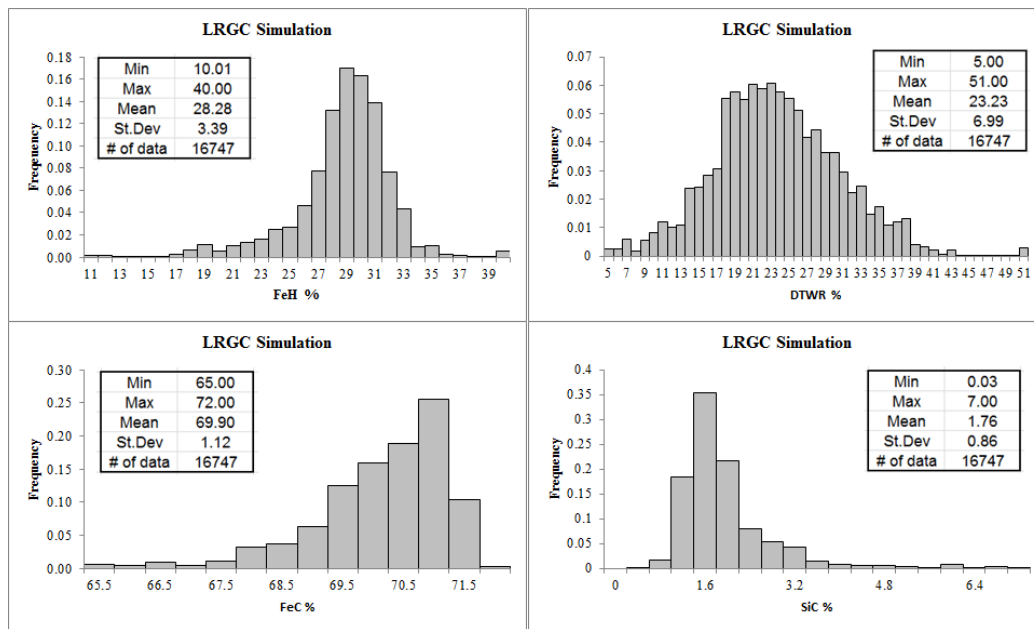 LRGC Simulation
Min 10.01
Max 40.00
Mean 28.28
St.Dev 3.39
# of data 16747
Freqeuency
0.18
0.16
0.14
0.12
0.10
0.08
0.06
0.04
0.02
0.00
11 13 15 17 19 21 23 25 27 29 31 33 35 37 39
FeH %
LRGC Simulation
Min 5.00
Max 51.00
Mean 23.23
St.Dev 6.99
# of data 16747
Frequency
0.07
0.06
0.05
0.04
0.03
0.02
0.01
0
5 7 9 11 13 15 17 19 21 23 25 27 29 31 33 35 37 39 41 43 45 47 49 51
DTWR %
LRGC Simulation
Min 65.00
Max 72.00
Mean 69.90
St.Dev 1.12
# of data 16747
Frequency
0.30
0.25
0.20
0.15
0.10
0.05
0.00
65.5 66.5 67.5 68.5 69.5 70.5 71.5
FeC %
LRGC Simulation
Min 0.03
Max 7.00
Mean 1.76
St.Dev 0.86
# of data 16747
Frequency
0.4
0.35
0.3
0.25
0.2
0.15
0.1
0.05
0
0 1.6 3.2 4.8 6.4
SiC %